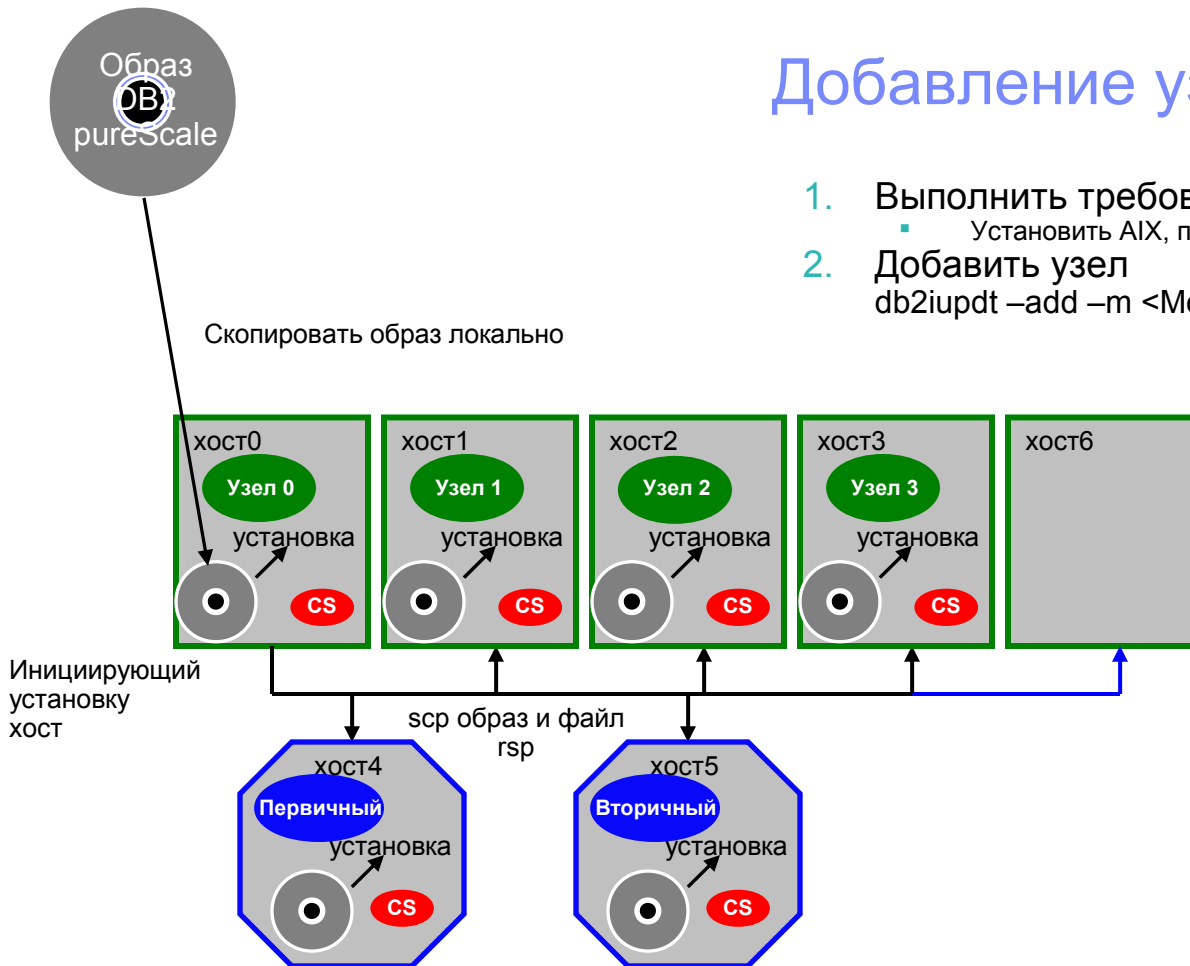 Образ
DB2
pureScale
Добавление
1. Выполнить
▪ Установить AIX,
2. Добавить узел
db2iupdt –add –m
Скопировать образ локально
хост0
Узел 0
установка
CS
хост1
Узел 1
установка
CS
хост2
Узел 2
установка
CS
хост3
Узел 3
установка
CS
хост6
Инициирующий
установку
хост
scp образ и файл
rsp
хост4
Первичный
установка
CS
хост5
Вторичный
установка
CS